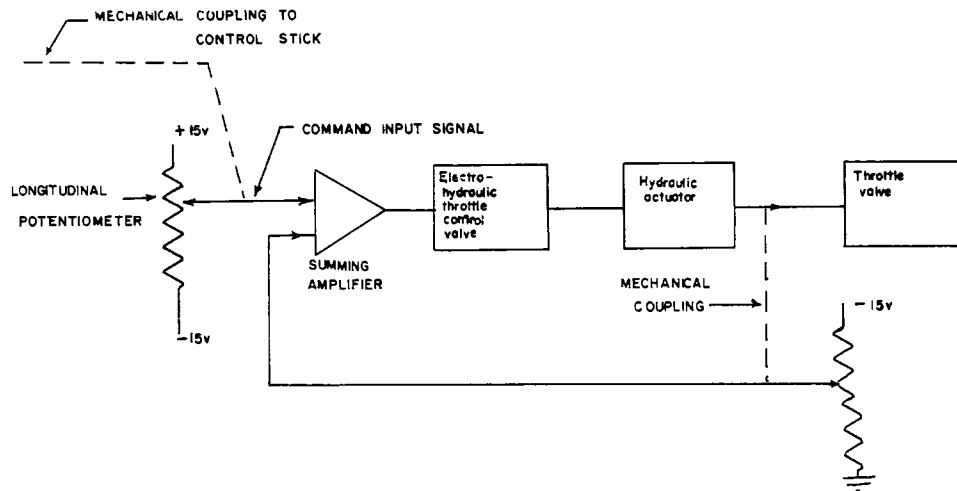 MECHANICAL COUPLING TO
CONTROL STICK
+15v
COMMAND INPUT SIGNAL
LONGITUDINAL
POTENTIOMETER
Electro-
hydraulic
throttle
control
valve
Hydraulic
actuator
Throttle
valve
SUMMING
AMPLIFIER
MECHANICAL
COUPLING
-15v
-15v